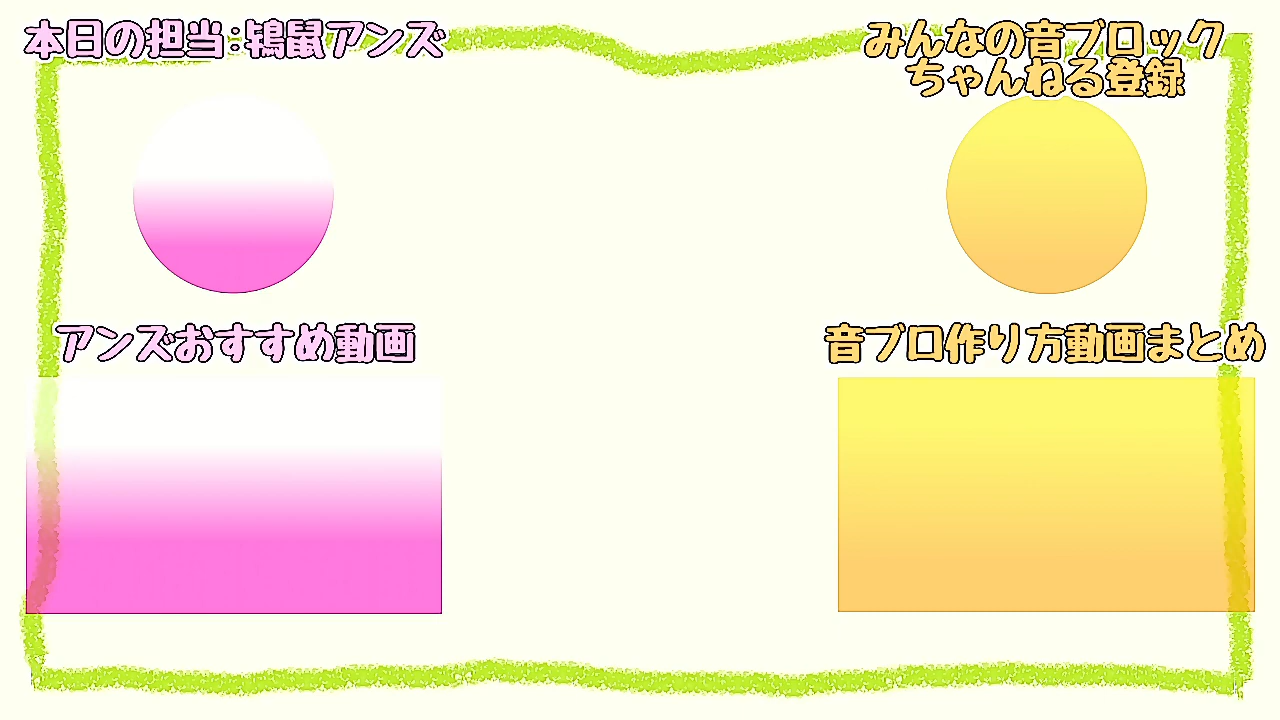 本日の担当:鴇鼠アンズ
みんなの音ブロック
ちゃんねる登録
アンズおすすめ動画
音ブロ作り方動画まとめ